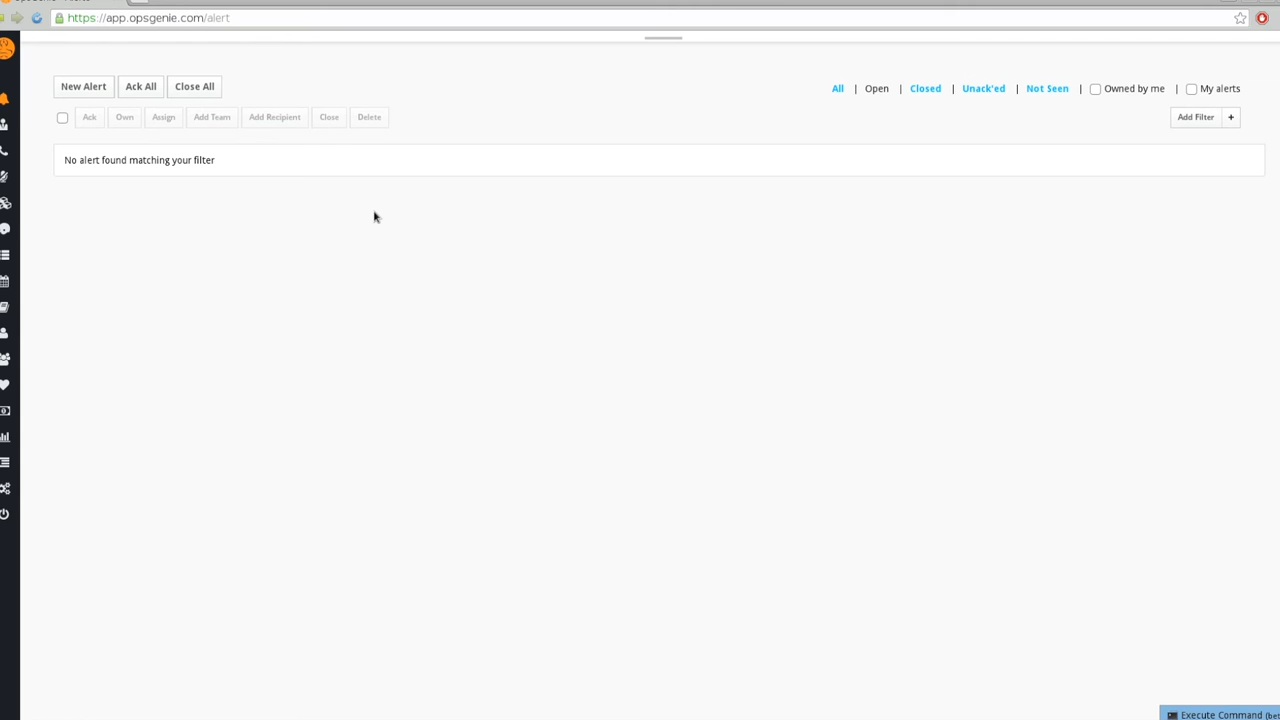 https://app.opsgenie.com/alert
New Alert Ack All Close All
All | Open | Closed | Unack'ed | Not Seen | Owned by me | My alerts
Ack Own Assign Add Team Add Recipient Close Delete
Add Filter +
No alert found matching your filter
Execute Command